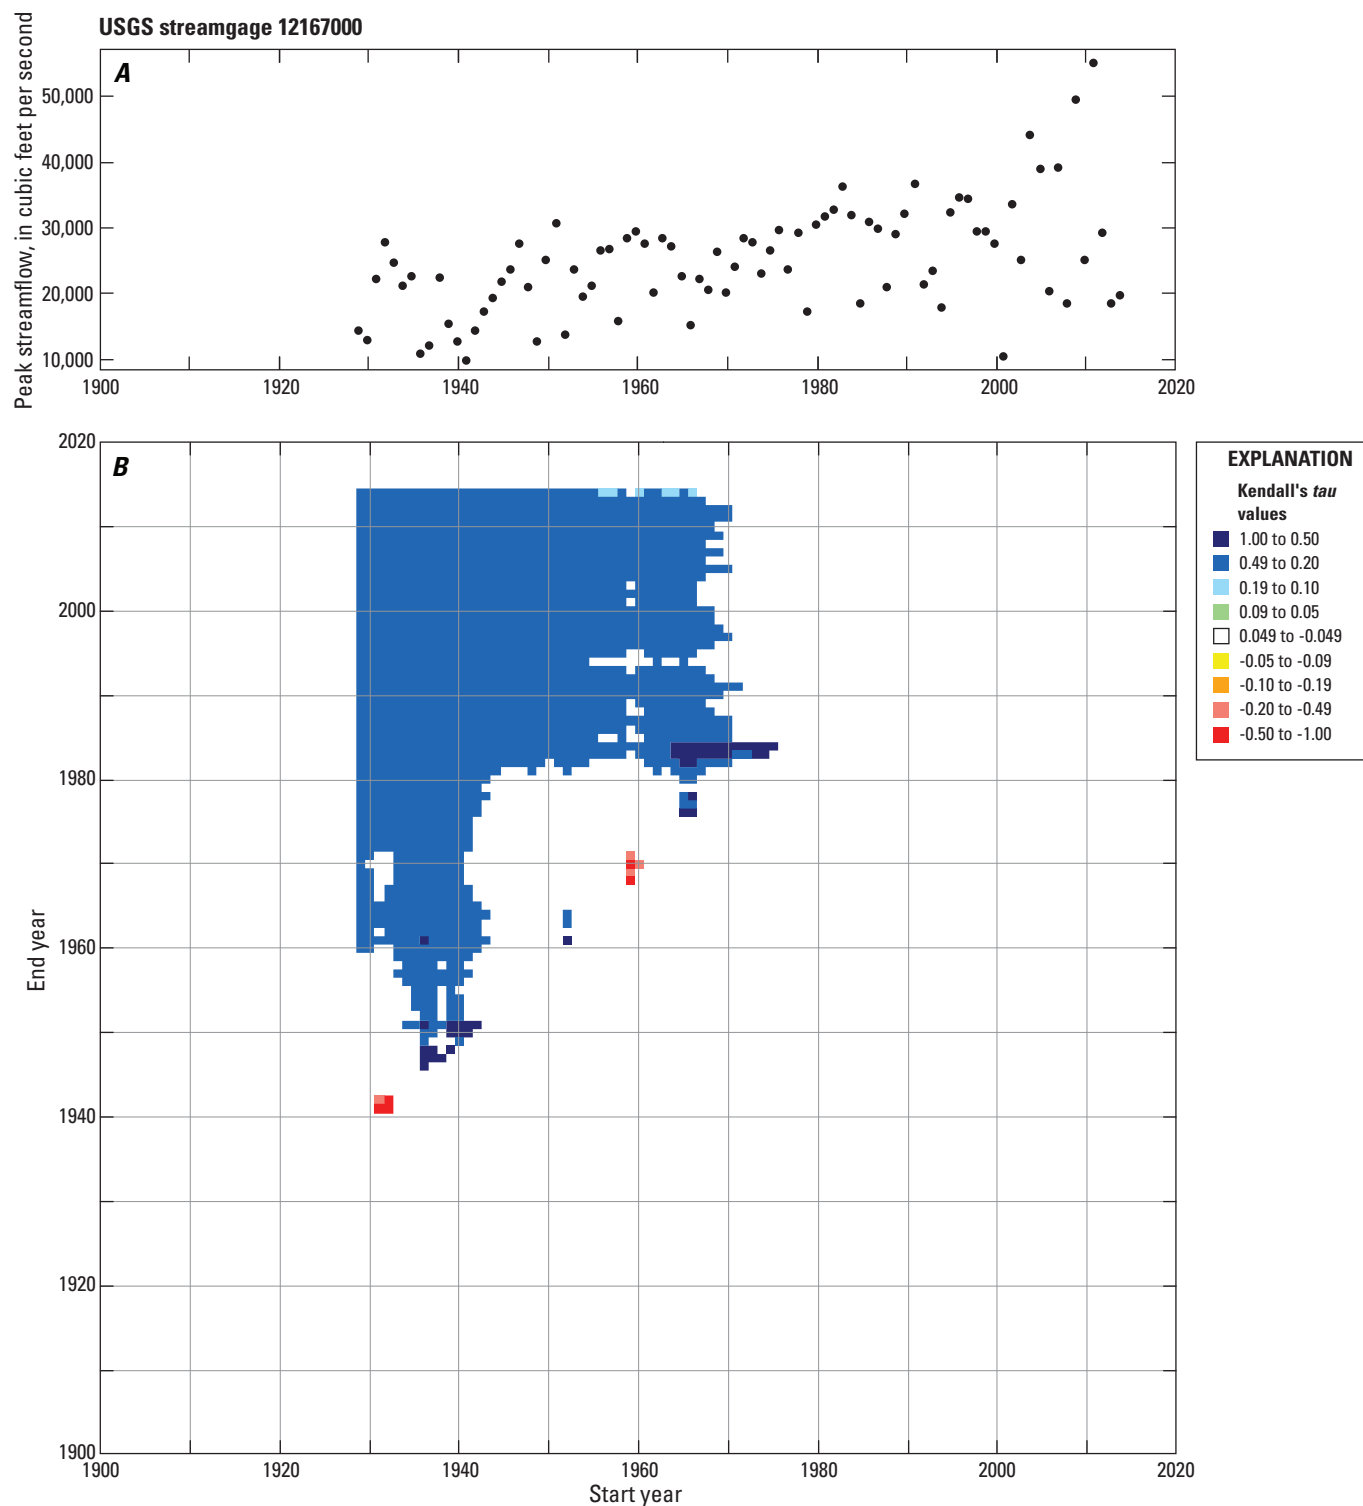 USGS streamgage 12167000
A
Peak streamflow, in cubic feet per second
50,000
40,000
30,000
20,000
10,000
1900 1920 1940 1960 1980 2000 2020
B
End year
2020
2000
1980
1960
1940
1920
1900
1900 1920 1940 1960 1980 2000 2020
Start year
EXPLANATION
Kendall's tau
values
1.00 to 0.50
0.49 to 0.20
0.19 to 0.10
0.09 to 0.05
0.049 to -0.049
-0.05 to -0.09
-0.10 to -0.19
-0.20 to -0.49
-0.50 to -1.00